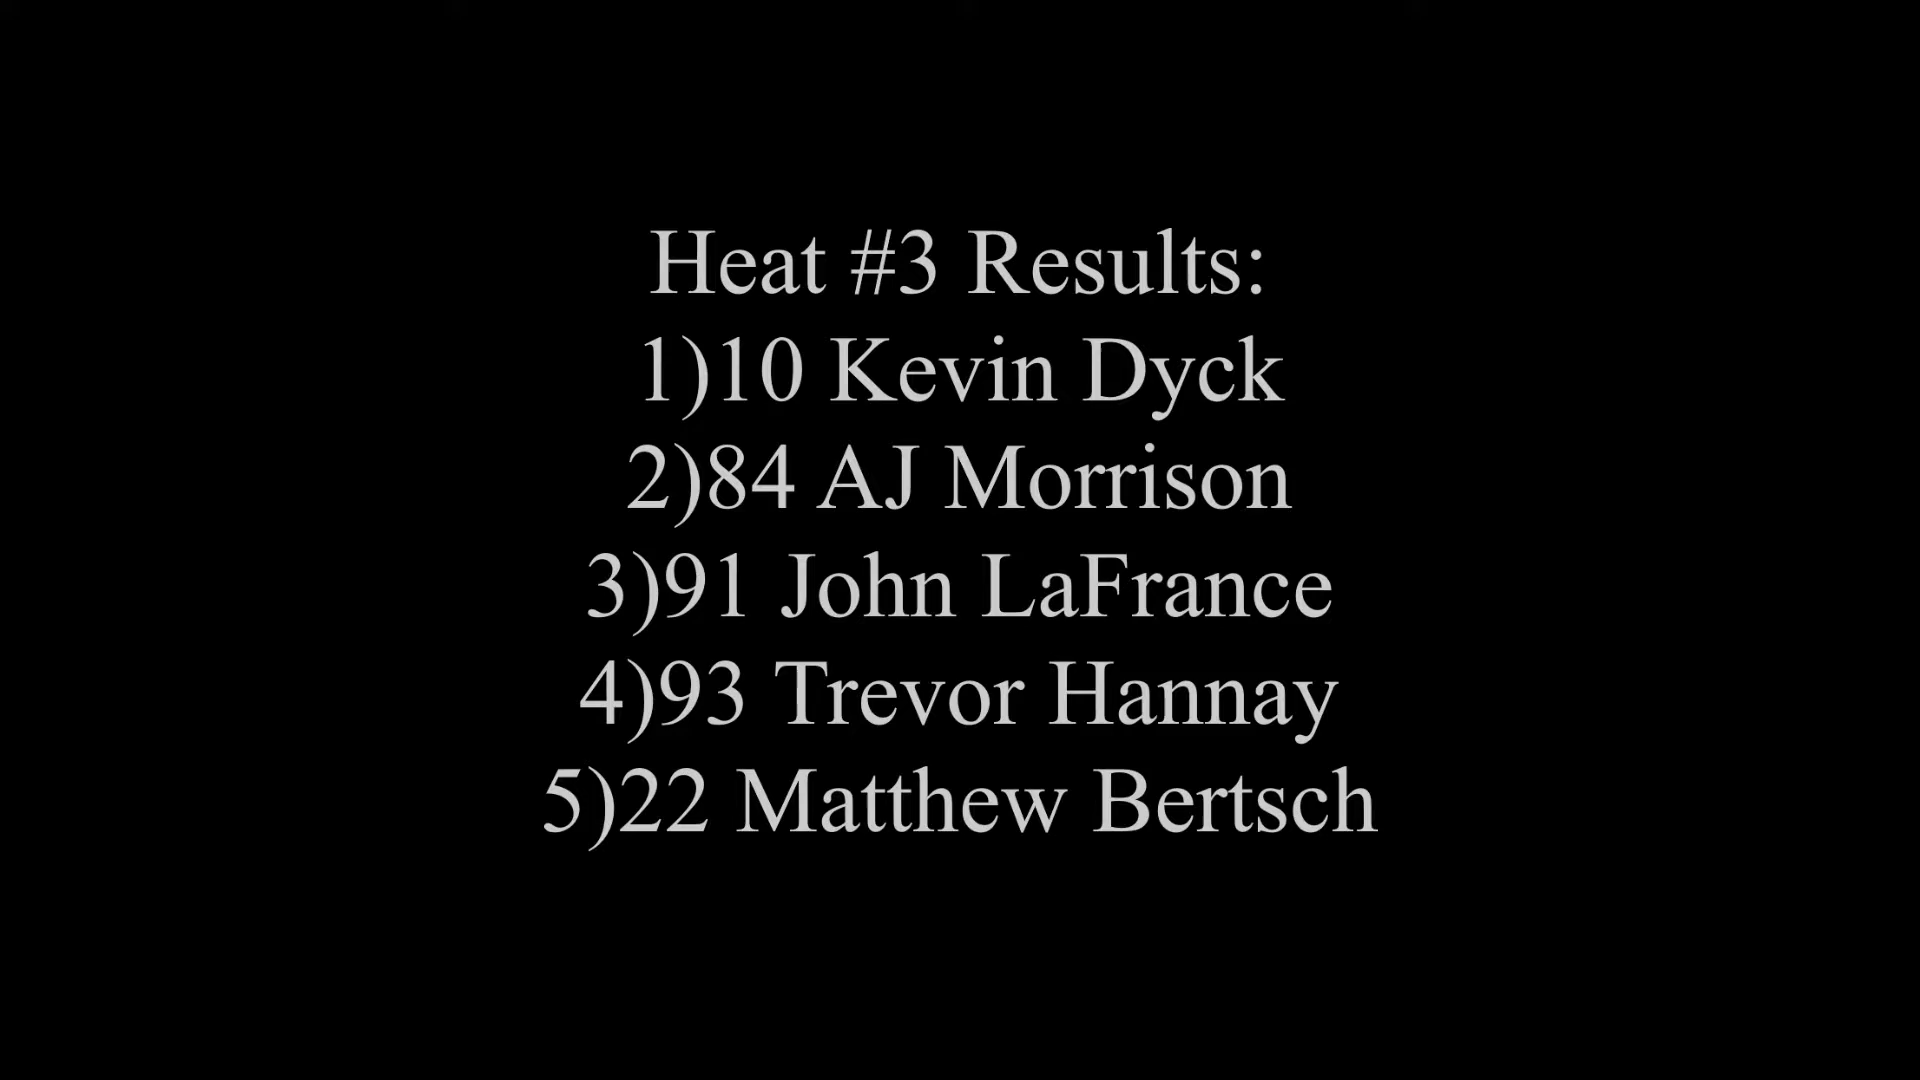 Heat #3 Results:
1)10 Kevin Dyck
2)84 AJ Morrison
3)91 John LaFrance
4)93 Trevor Hannay
5)22 Matthew Bertsch